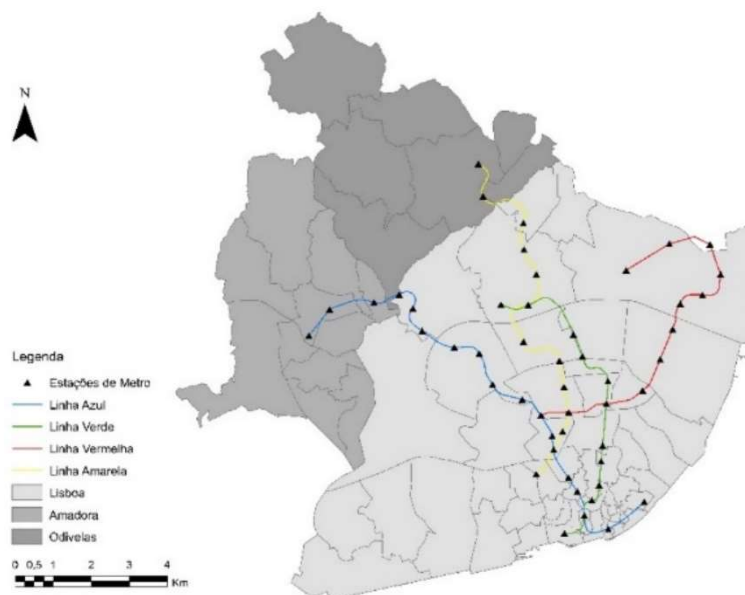 N
Legenda
Estações de Metro
Linha Azul
Linha Verde
Linha Vermelha
Linha Amarela
Lisboa
Amadora
Odivelas
0 0,5 1 2 3 4
Km